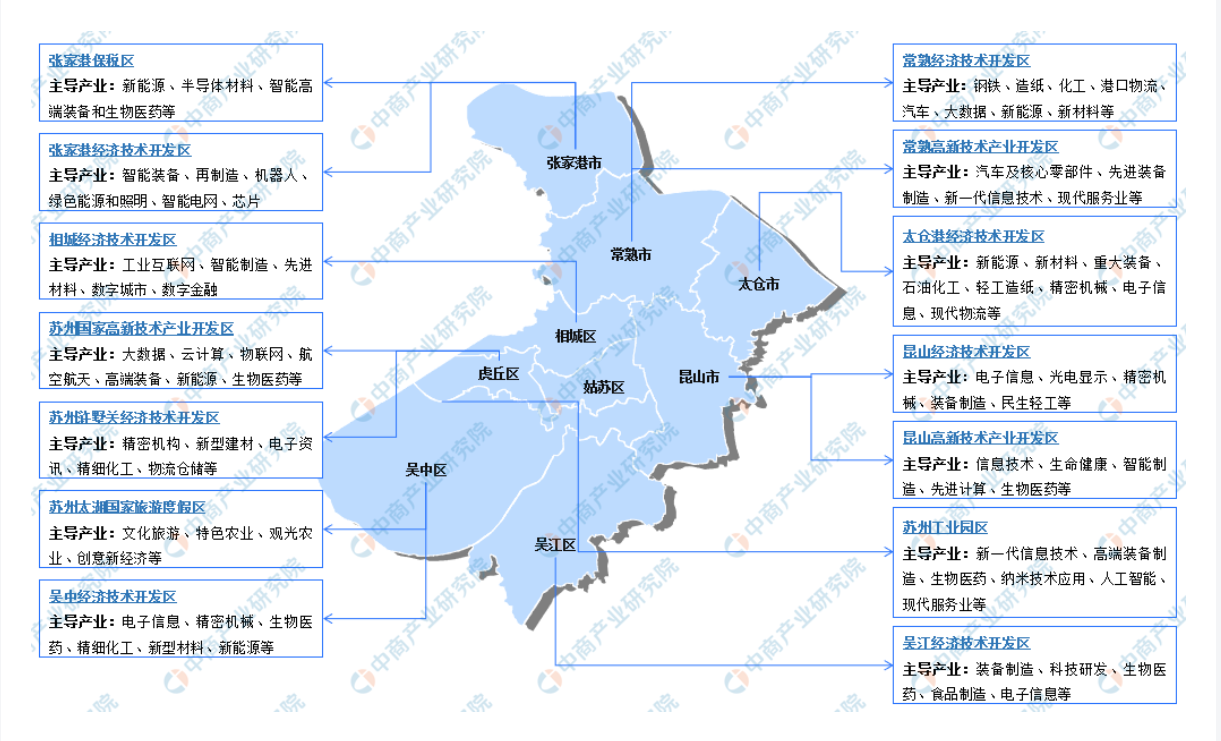 张家港保税区
主导产业：新能源、半导体材料、智能高
端装备和生物医药等
张家港经济技术开发区
主导产业：智能装备、再制造、机器人、
绿色能源和照明、智能电网、芯片
相城经济技术开发区
主导产业：工业互联网、智能制造、先进
材料、数字城市、数字金融
苏州国家高新技术产业开发区
主导产业：大数据、云计算、物联网、航
空航天、高端装备、新能源、生物医药等
苏州浒墅关经济技术开发区
主导产业：精密机构、新型建材、电子资
讯、精细化工、物流仓储等
苏州太湖国家旅游度假区
主导产业：文化旅游、特色农业、观光农
业、创意新经济等
吴中经济技术开发区
主导产业：电子信息、精密机械、生物医
药、精细化工、新型材料、新能源等
张家港市
常熟市
太仓市
相城区
虎丘区
姑苏区
昆山市
吴中区
吴江区
常熟经济技术开发区
主导产业：钢铁、造纸、化工、港口物流、
汽车、大数据、新能源、新材料等
常熟高新技术产业开发区
主导产业：汽车及核心零部件、先进装备
制造、新一代信息技术、现代服务业等
太仓港经济技术开发区
主导产业：新能源、新材料、重大装备、
石油化工、轻工造纸、精密机械、电子信
息、现代物流等
昆山经济技术开发区
主导产业：电子信息、光电显示、精密机
械、装备制造、民生轻工等
昆山高新技术产业开发区
主导产业：信息技术、生命健康、智能制
造、先进计算、生物医药等
苏州工业园区
主导产业：新一代信息技术、高端装备制
造、生物医药、纳米技术应用、人工智能、
现代服务业等
吴江经济技术开发区
主导产业：装备制造、科技研发、生物医
药、食品制造、电子信息等
中商产业研究院